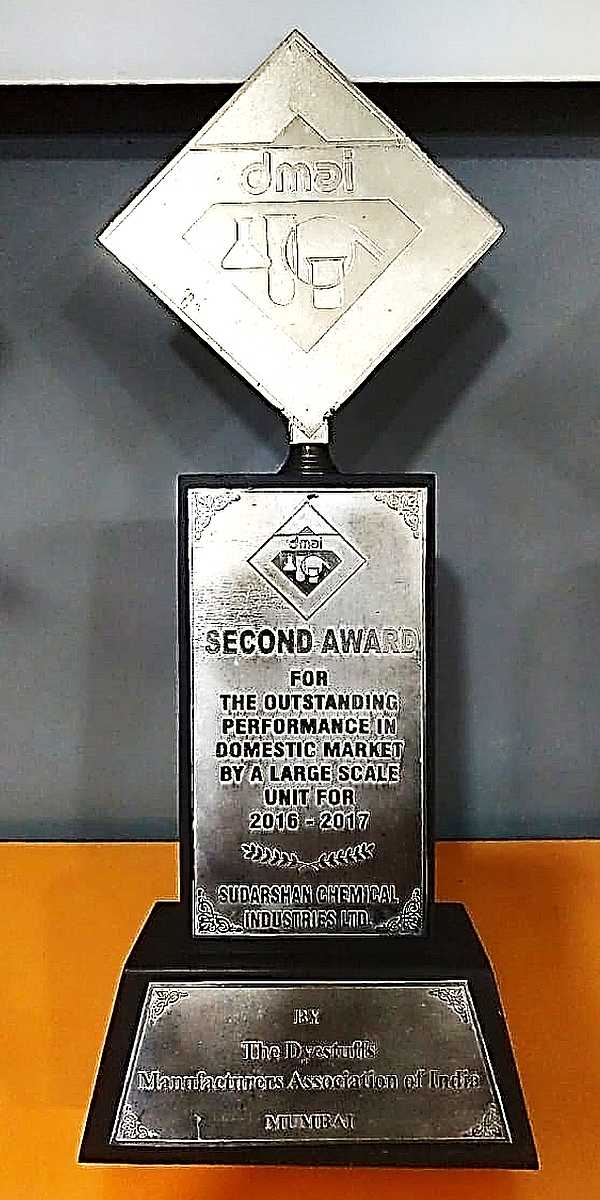 dmai
dmai
SECOND AWARD
FOR
THE OUTSTANDING
PERFORMANCE IN
DOMESTIC MARKET
BY A LARGE SCALE
UNIT FOR
2016 - 2017
SUDARSHAN CHEMICAL
INDUSTRIES LTD.
BY
The Dyestuffs
Manufacturers Association of India
MUMBAI